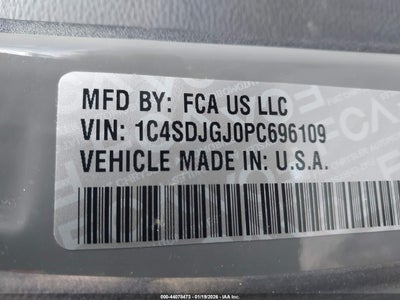 MFD BY: FCA US LLC
VIN: 1C4SDJGJ0PC696109
VEHICLE MADE IN: U.S.A.
000-44078473 - 01/19/2026 - IAA Inc.